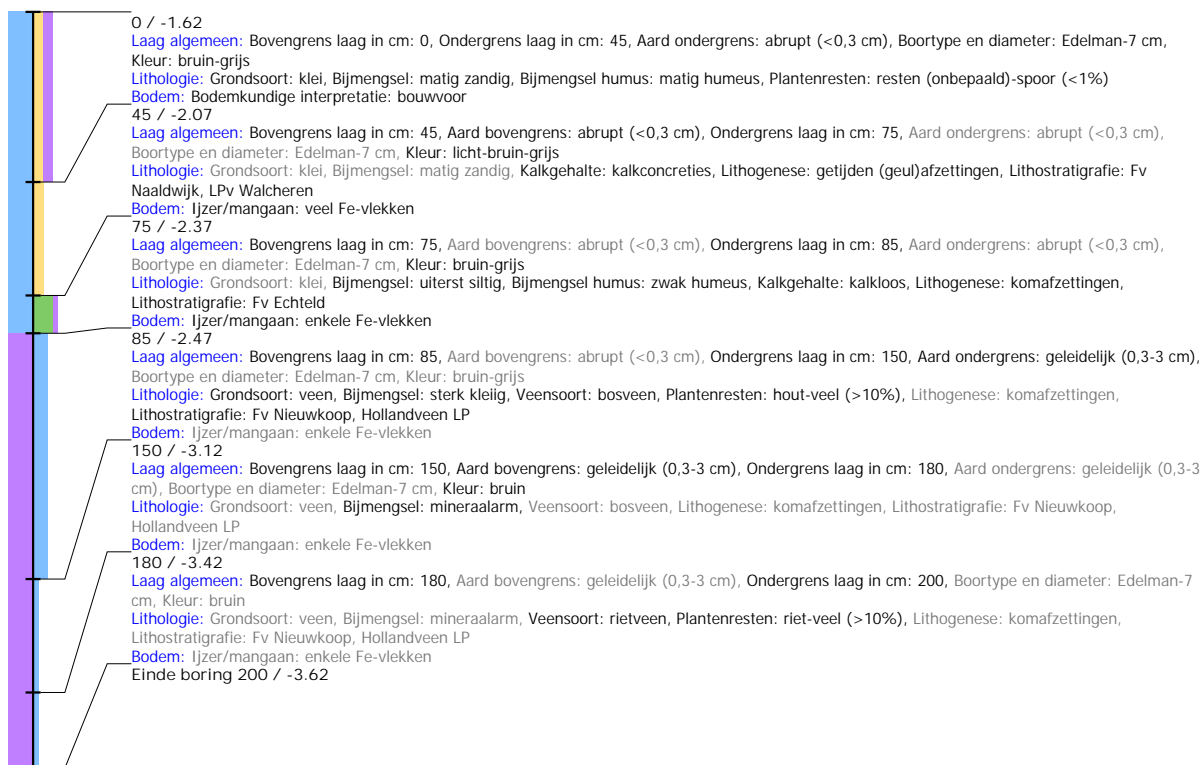 0 / -1.62
Laag algemeen: Bovengrens laag in cm: 0, Ondergrens laag in cm: 45, Aard ondergrens: abrupt (<0,3 cm), Boortype en diameter: Edelman-7 cm,
Kleur: bruin-grijs
Lithologie: Grondsoort: klei, Bijmengsel: matig zandig, Bijmengsel humus: matig humeus, Plantenresten: resten (onbepaald)-spoor (<1%)
Bodem: Bodemkundige interpretatie: bouwvoor
45 / -2.07
Laag algemeen: Bovengrens laag in cm: 45, Aard bovengrens: abrupt (<0,3 cm), Ondergrens laag in cm: 75, Aard ondergrens: abrupt (<0,3 cm),
Boortype en diameter: Edelman-7 cm, Kleur: licht-bruin-grijs
Lithologie: Grondsoort: klei, Bijmengsel: matig zandig, Kalkgehalte: kalkconcreties, Lithogenese: getijden (geul)afzettingen, Lithostratigrafie: Fv
Naaldwijk, LPv Walcheren
Bodem: Ijzer/mangaan: veel Fe-vlekken
75 / -2.37
Laag algemeen: Bovengrens laag in cm: 75, Aard bovengrens: abrupt (<0,3 cm), Ondergrens laag in cm: 85, Aard ondergrens: abrupt (<0,3 cm),
Boortype en diameter: Edelman-7 cm, Kleur: bruin-grijs
Lithologie: Grondsoort: klei, Bijmengsel: uiterst siltig, Bijmengsel humus: zwak humeus, Kalkgehalte: kalkloos, Lithogenese: komafzettingen,
Lithostratigrafie: Fv Echteld
Bodem: Ijzer/mangaan: enkele Fe-vlekken
85 / -2.47
Laag algemeen: Bovengrens laag in cm: 85, Aard bovengrens: abrupt (<0,3 cm), Ondergrens laag in cm: 150, Aard ondergrens: geleidelijk (0,3-3 cm),
Boortype en diameter: Edelman-7 cm, Kleur: bruin-grijs
Lithologie: Grondsoort: veen, Bijmengsel: sterk kleiig, Veensoort: bosveen, Plantenresten: hout-veel (>10%), Lithogenese: komafzettingen,
Lithostratigrafie: Fv Nieuwkoop, Hollandveen LP
Bodem: Ijzer/mangaan: enkele Fe-vlekken
150 / -3.12
Laag algemeen: Bovengrens laag in cm: 150, Aard bovengrens: geleidelijk (0,3-3 cm), Ondergrens laag in cm: 180, Aard ondergrens: geleidelijk (0,3-3
cm), Boortype en diameter: Edelman-7 cm, Kleur: bruin
Lithologie: Grondsoort: veen, Bijmengsel: mineraalarm, Veensoort: bosveen, Lithogenese: komafzettingen, Lithostratigrafie: Fv Nieuwkoop,
Hollandveen LP
Bodem: Ijzer/mangaan: enkele Fe-vlekken
180 / -3.42
Laag algemeen: Bovengrens laag in cm: 180, Aard bovengrens: geleidelijk (0,3-3 cm), Ondergrens laag in cm: 200, Boortype en diameter: Edelman-7
cm, Kleur: bruin
Lithologie: Grondsoort: veen, Bijmengsel: mineraalarm, Veensoort: rietveen, Plantenresten: riet-veel (>10%), Lithogenese: komafzettingen,
Lithostratigrafie: Fv Nieuwkoop, Hollandveen LP
Bodem: Ijzer/mangaan: enkele Fe-vlekken
Einde boring 200 / -3.62